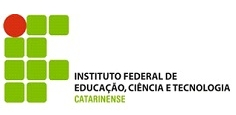 INSTITUTO FEDERAL DE
EDUCAÇÃO, CIÊNCIA E TECNOLOGIA
CATARINENSE